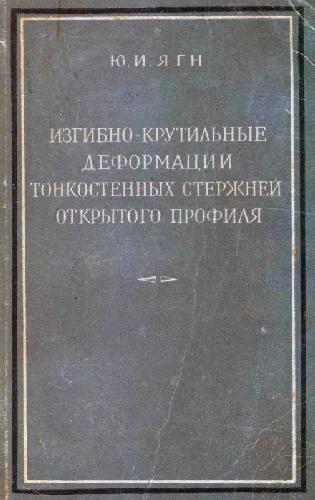 Ю. И. ЯГН
ИЗГИБНО-КРУТИЛЬНЫЕ
ДЕФОРМАЦИИ
ТОНКОСТЕННЫХ СТЕРЖНЕЙ
ОТКРЫТОГО ПРОФИЛЯ